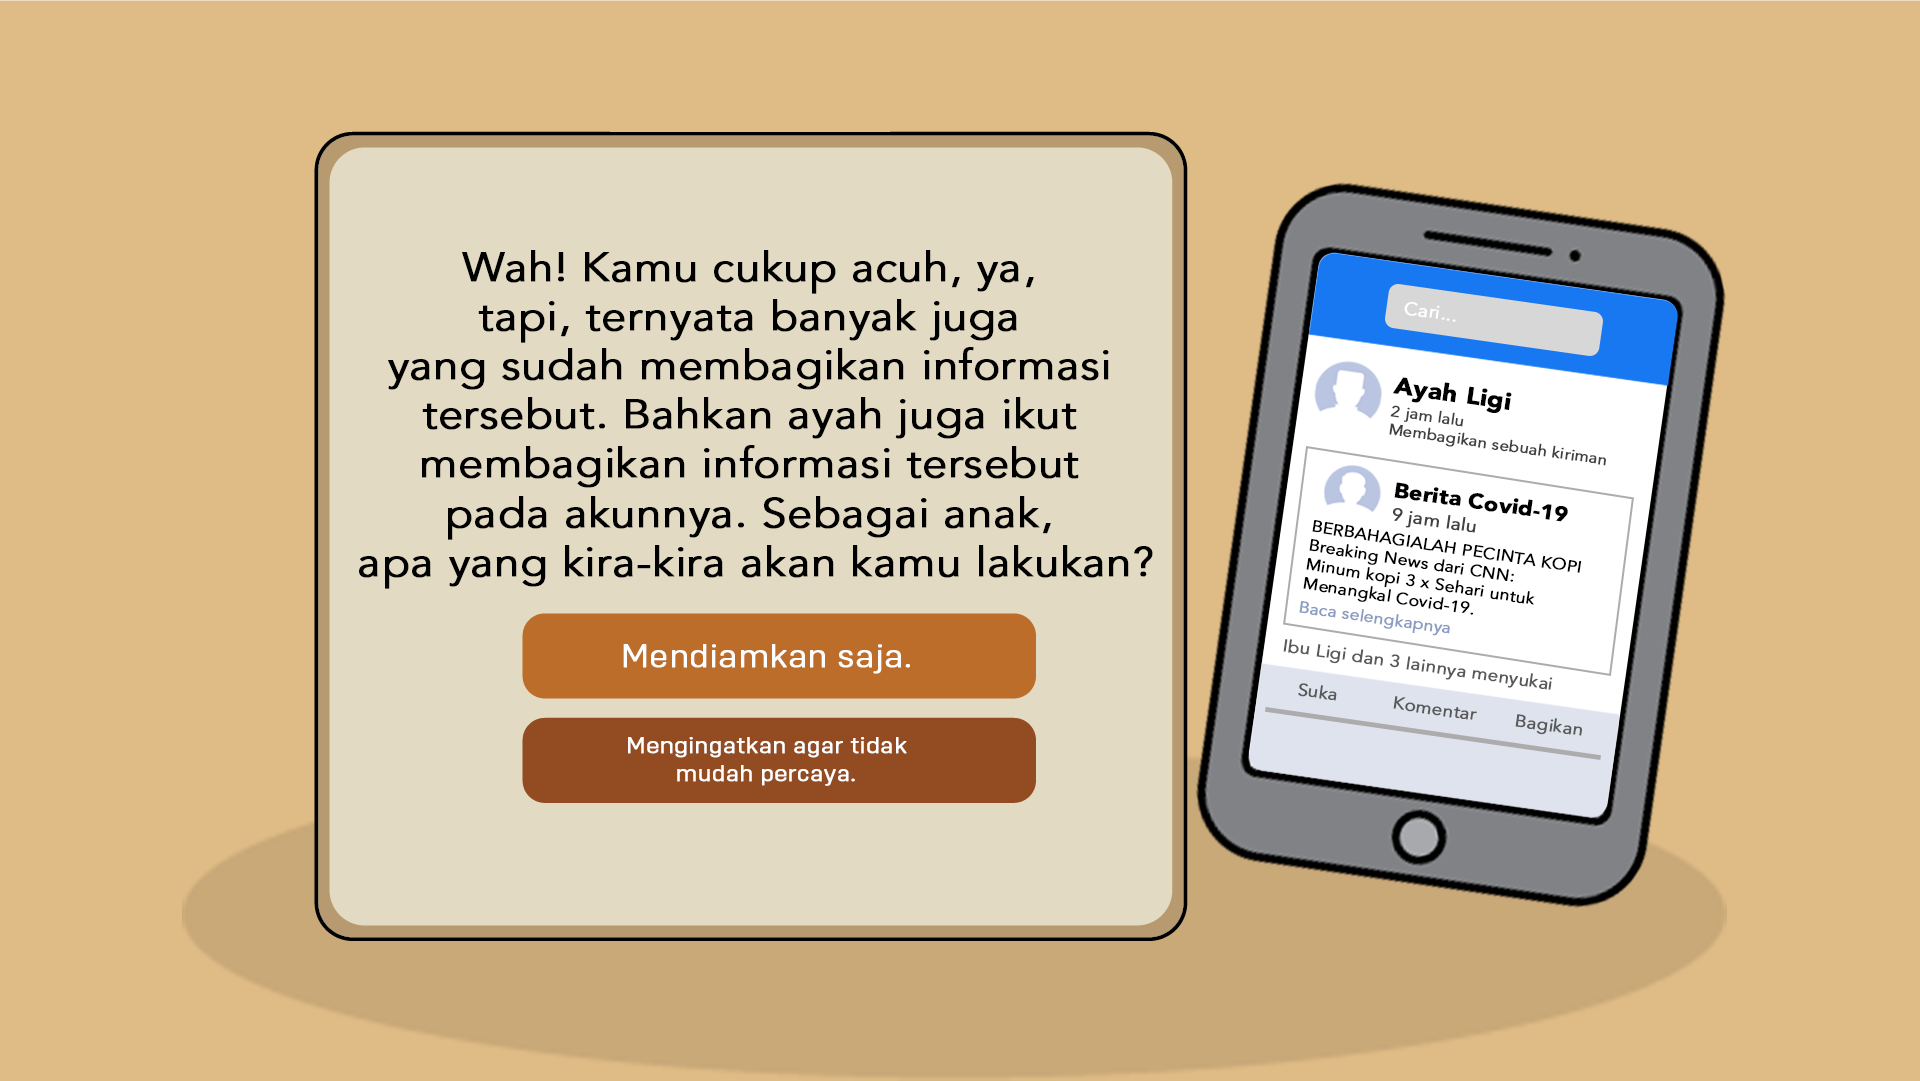 Wah! Kamu cukup acuh, ya,
tapi, ternyata banyak juga
yang sudah membagikan informasi
tersebut. Bahkan ayah juga ikut
membagikan informasi tersebut
pada akunnya. Sebagai anak,
apa yang kira-kira akan kamu lakukan?
Mendiamkan saja.
Mengingatkan agar tidak
mudah percaya.
Cari...
Ayah Ligi
2 jam lalu
Membagikan sebuah kiriman
Berita Covid-19
9 jam lalu
BERBAHAGIALAH PECINTA KOPI
Breaking News dari CNN:
Minum kopi 3 x Sehari untuk
Menangkal Covid-19.
Baca selengkapnya
Ibu Ligi dan 3 lainnya menyukai
Suka Komentar Bagikan